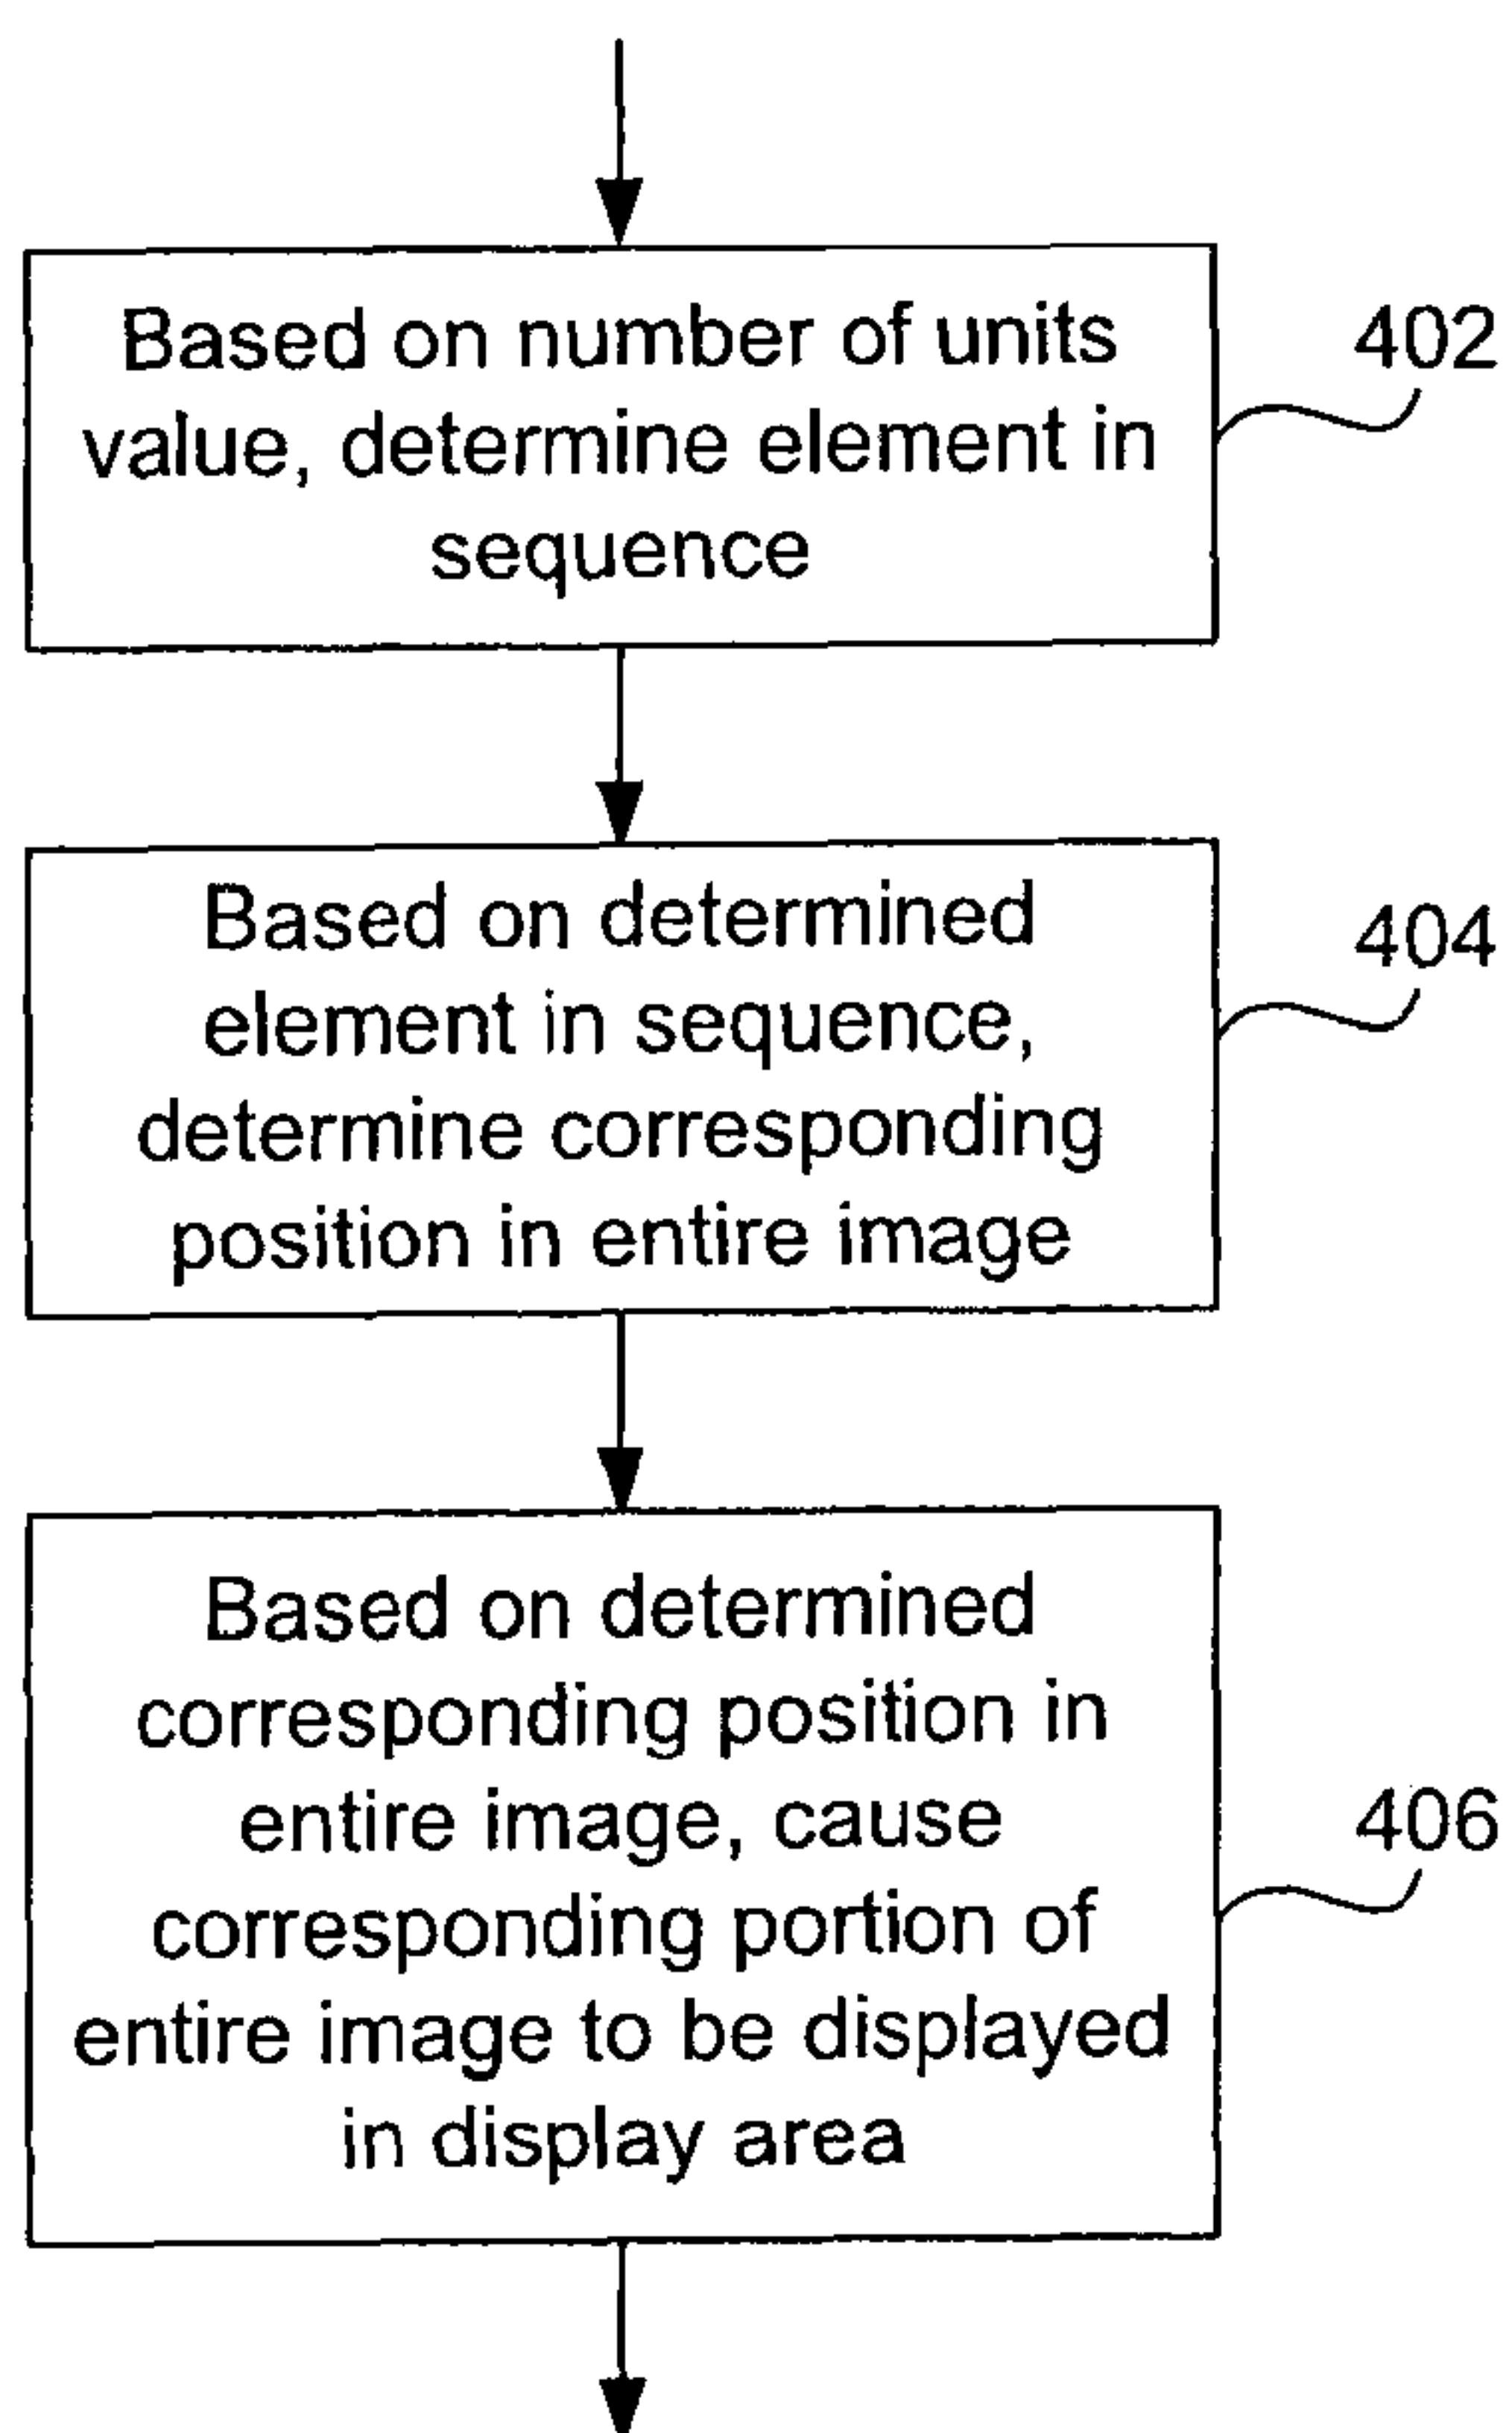 Based on number of units
value, determine element in
sequence
402
Based on determined
element in sequence,
determine corresponding
position in entire image
404
Based on determined
corresponding position in
entire image, cause
corresponding portion of
entire image to be displayed
in display area
406